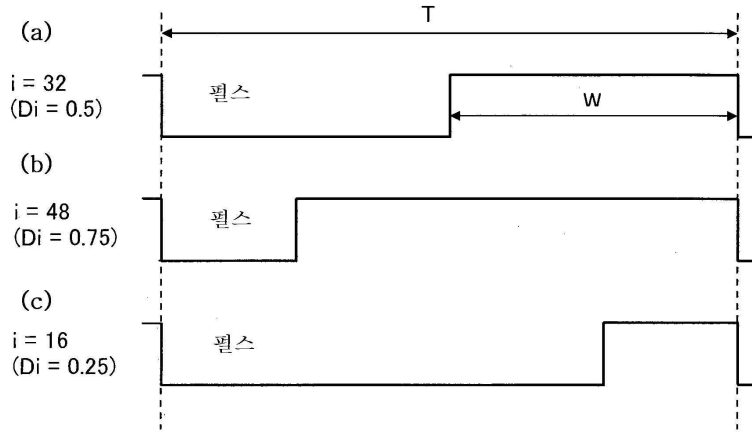 (a)
T
i = 32
(Di = 0.5)
펄스
W
(b)
i = 48
(Di = 0.75)
펄스
(c)
i = 16
(Di = 0.25)
펄스